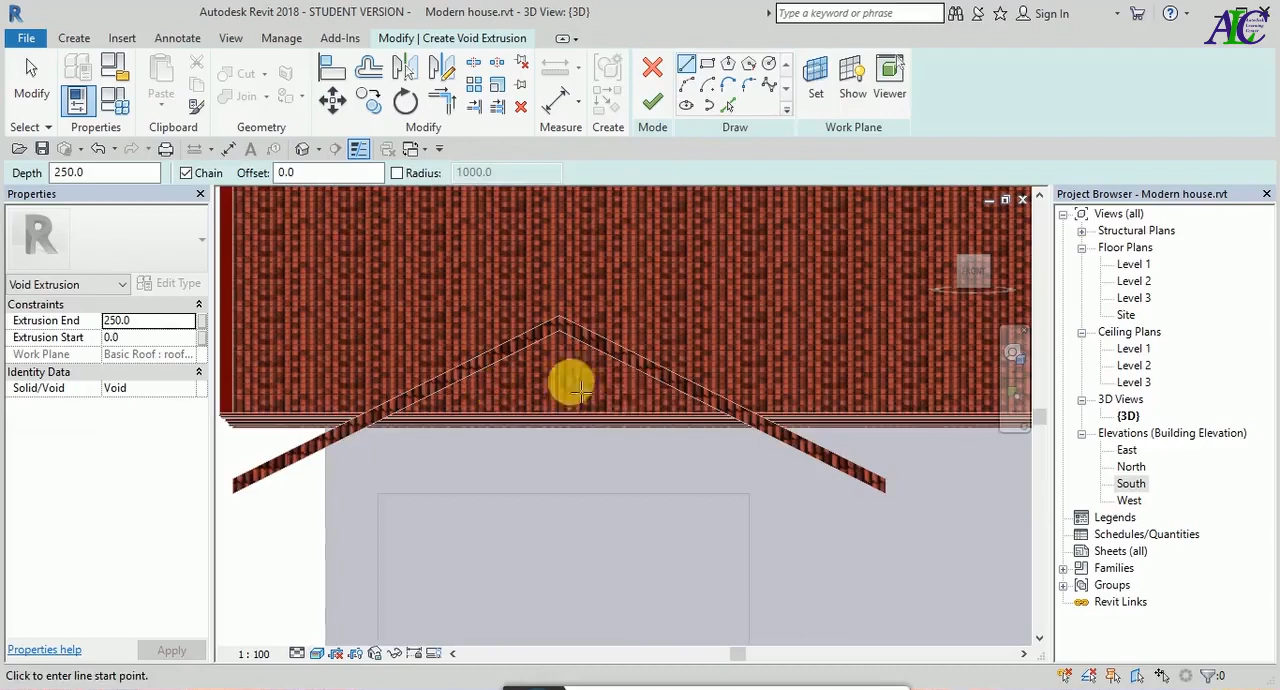 Autodesk Revit 2018 - STUDENT VERSION - Modern house.rvt - 3D View: {3D}
Type a keyword or phrase
Sign In
ALC
File Create Insert Annotate View Manage Add-Ins Modify | Create Void Extrusion
Modify Paste Cut Join Set Show Viewer
Select Properties Clipboard Geometry Modify Measure Create Mode Draw Work Plane
Depth 250.0 Chain Offset: 0.0 Radius: 1000.0
Properties
R
Void Extrusion Edit Type
Constraints
Extrusion End 250.0
Extrusion Start 0.0
Work Plane Basic Roof : roof...
Identity Data
Solid/Void Void
Properties help Apply
FRONT
1 : 100
Project Browser - Modern house.rvt
Views (all)
Structural Plans
Floor Plans
Level 1
Level 2
Level 3
Site
Ceiling Plans
Level 1
Level 2
Level 3
3D Views
{3D}
Elevations (Building Elevation)
East
North
South
West
Legends
Schedules/Quantities
Sheets (all)
Families
Groups
Revit Links
Click to enter line start point.
:0